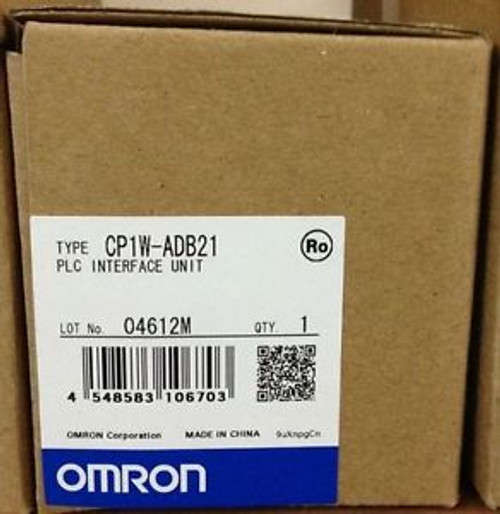 TYPE CP1W-ADB21 Ro
PLC INTERFACE UNIT
LOT No. 04612M QTY. 1
4 548583 106703
OMRON Corporation MADE IN CHINA 9uXnpgCn
OMRON